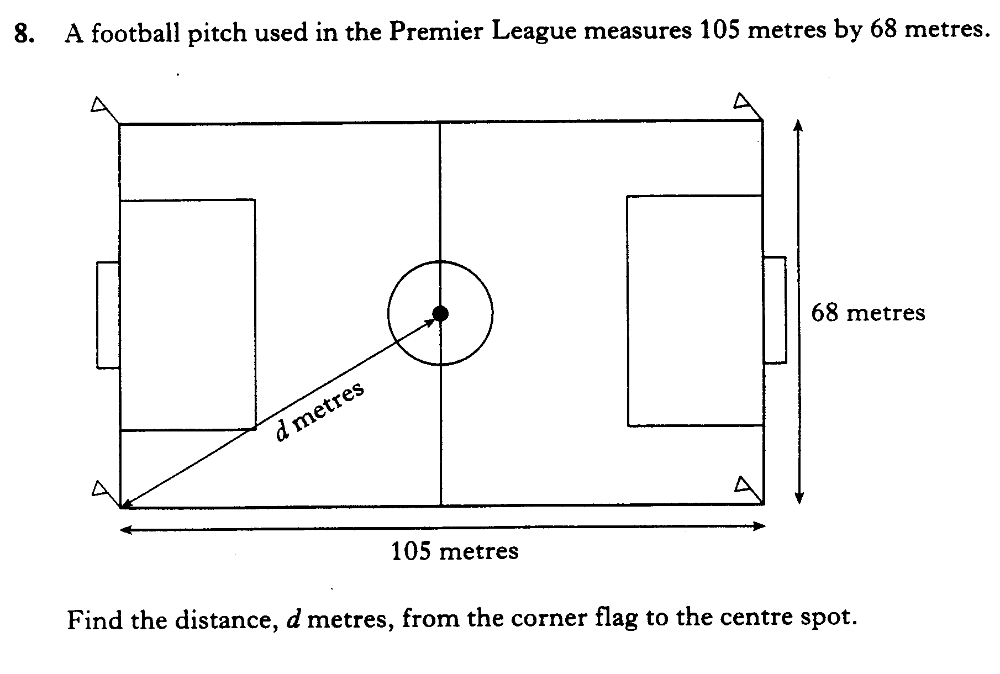 8. A football pitch used in the Premier League measures 105 metres by 68 metres.
68 metres
d metres
105 metres
Find the distance, d metres, from the corner flag to the centre spot.